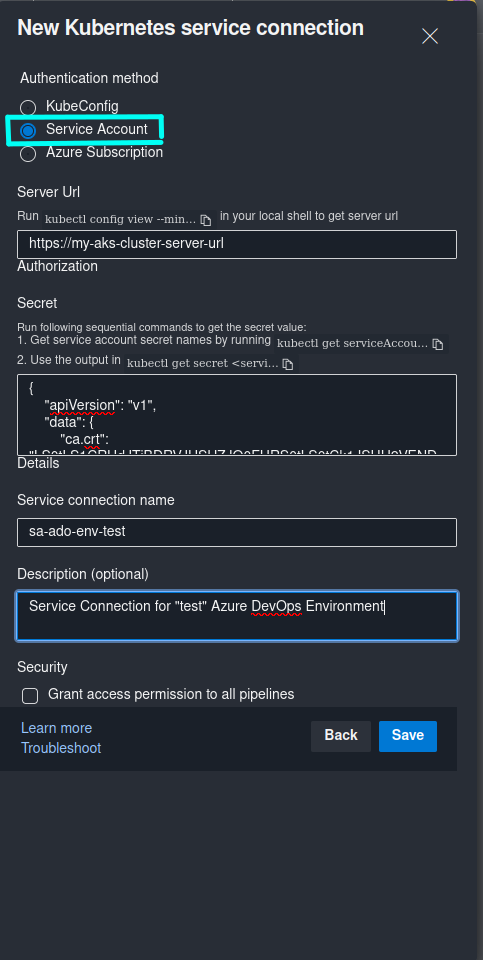 New Kubernetes service connection
Authentication method
KubeConfig
Service Account
Azure Subscription
Server Url
Run kubectl config view --min... in your local shell to get server url
https://my-aks-cluster-server-url
Authorization
Secret
Run following sequential commands to get the secret value:
1. Get service account secret names by running kubectl get serviceAccou...
2. Use the output in kubectl get secret <servi...
{
"apiVersion": "v1",
"data": {
"ca.crt":
Details
Service connection name
sa-ado-env-test
Description (optional)
Service Connection for "test" Azure DevOps Environment
Security
Grant access permission to all pipelines
Learn more
Troubleshoot
Back
Save